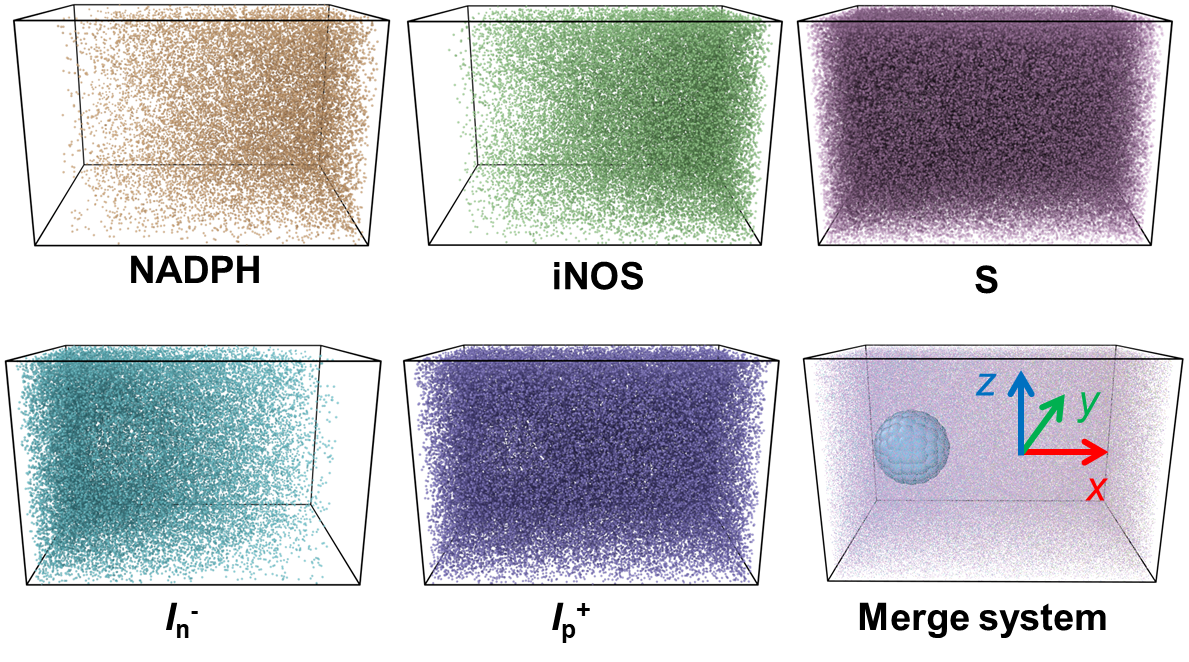 NADPH
iNOS
S
z
y
x
Iₙ⁻
Iₚ⁺
Merge system